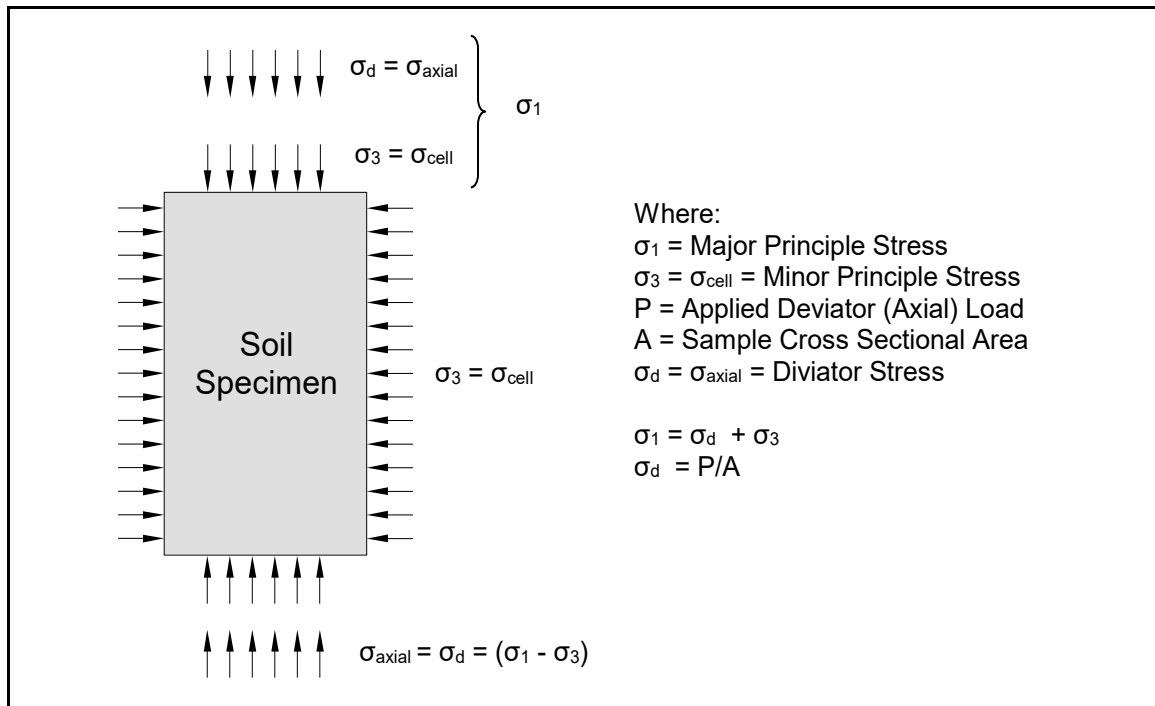 σd = σaxial
σ1
σ3 = σcell
Where:
σ1 = Major Principle Stress
σ3 = σcell = Minor Principle Stress
P = Applied Deviator (Axial) Load
A = Sample Cross Sectional Area
σd = σaxial = Diviator Stress
σ1 = σd + σ3
σd = P/A
Soil
Specimen
σ3 = σcell
σaxial = σd = (σ1 - σ3)